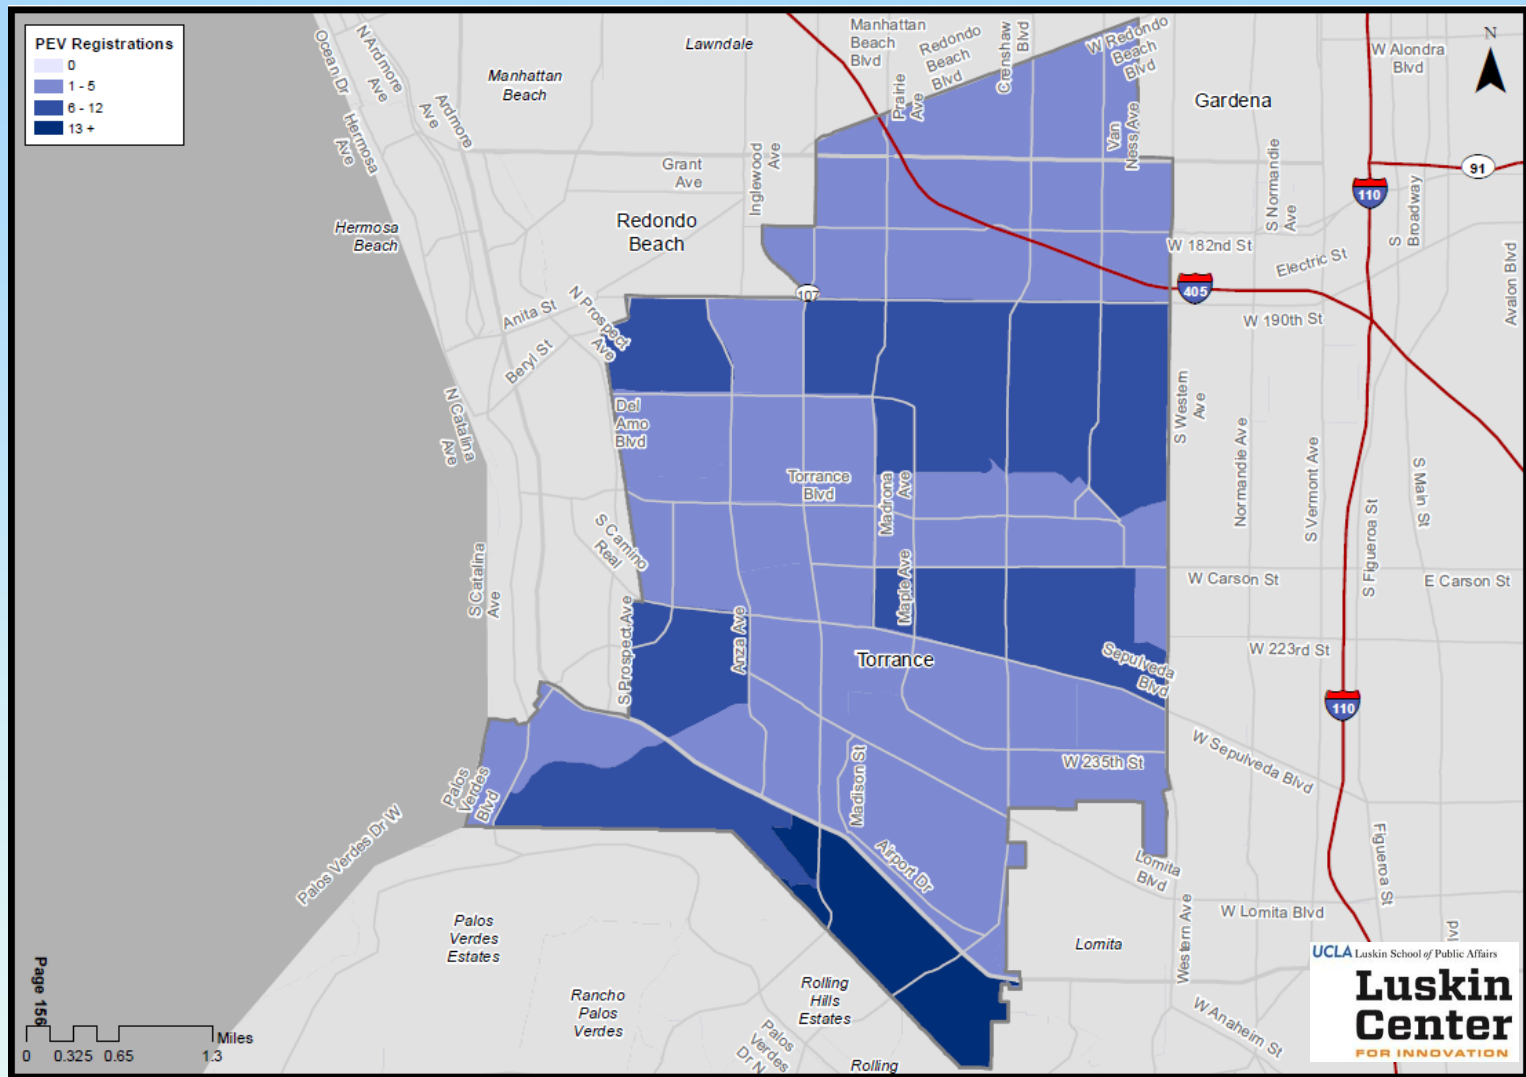 PEV Registrations
0
1 - 5
6 - 12
13 +
Ocean Dr
N Ardmore
Ave
Ardmore
Ave
Hermosa
Ave
Manhattan
Beach
Lawndale
Manhattan
Beach
Blvd
Redondo
Beach
Blvd
Prairie
Ave
Crenshaw
Blvd
W Redondo
Beach
Blvd
Van
Ness Ave
Gardena
W Alondra
Blvd
N
91
110
S Normandie
Ave
S
Broadway
Avalon Blvd
Grant
Ave
Inglewood
Ave
Redondo
Beach
Hermosa
Beach
W 182nd St
Electric St
405
107
W 190th St
Anita St
N Prospect
Ave
Beryl St
N Catalina
Ave
Del
Amo
Blvd
Torrance
Blvd
Madrona
Ave
S Western
Ave
Normandie Ave
S Vermont Ave
S Figueroa St
S Main St
S Camino
Real
S Catalina
Ave
S Prospect Ave
Anza Ave
Maple Ave
W Carson St
E Carson St
Torrance
Sepulveda
Blvd
W 223rd St
110
W Sepulveda Blvd
W 235th St
Palos
Verdes
Blvd
Madison St
Airport Dr
Palos Verdes Dr W
Lomita
Blvd
Figueroa St
W Lomita Blvd
Western Ave
Lomita
Palos
Verdes
Estates
Rancho
Palos
Verdes
Rolling
Hills
Estates
Palos
Verdes
Dr N
Rolling
W Anaheim St
Page 156
0 0.325 0.65 1.3
Miles
UCLA Luskin School of Public Affairs
Luskin
Center
FOR INNOVATION